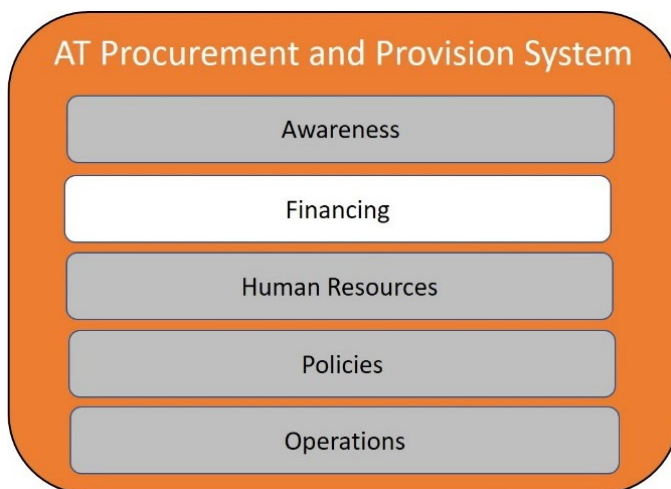 AT Procurement and Provision System
Awareness
Financing
Human Resources
Policies
Operations